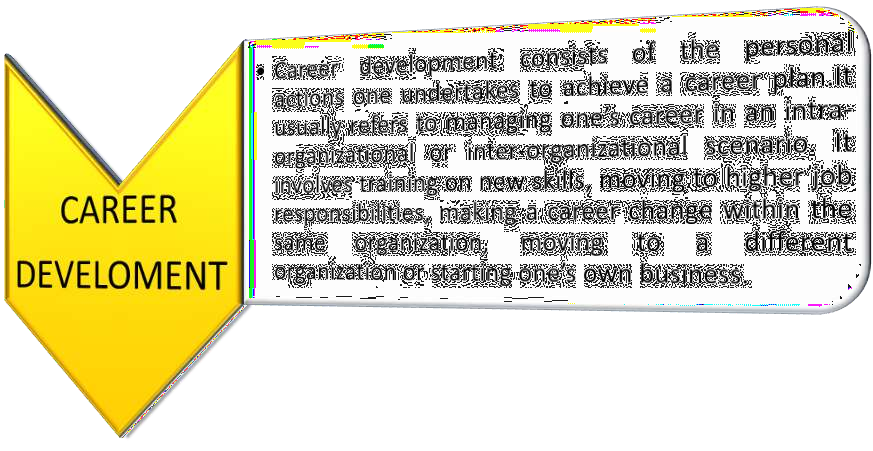 CAREER
DEVELOMENT
• Career development consists of the personal
actions one undertakes to achieve a career plan.It
usually refers to managing one's career in an intra-
organizational or inter-organizational scenario. It
involves training on new skills, moving to higher job
responsibilities, making a career change within the
same organization, moving to a different
organization or starting one's own business.